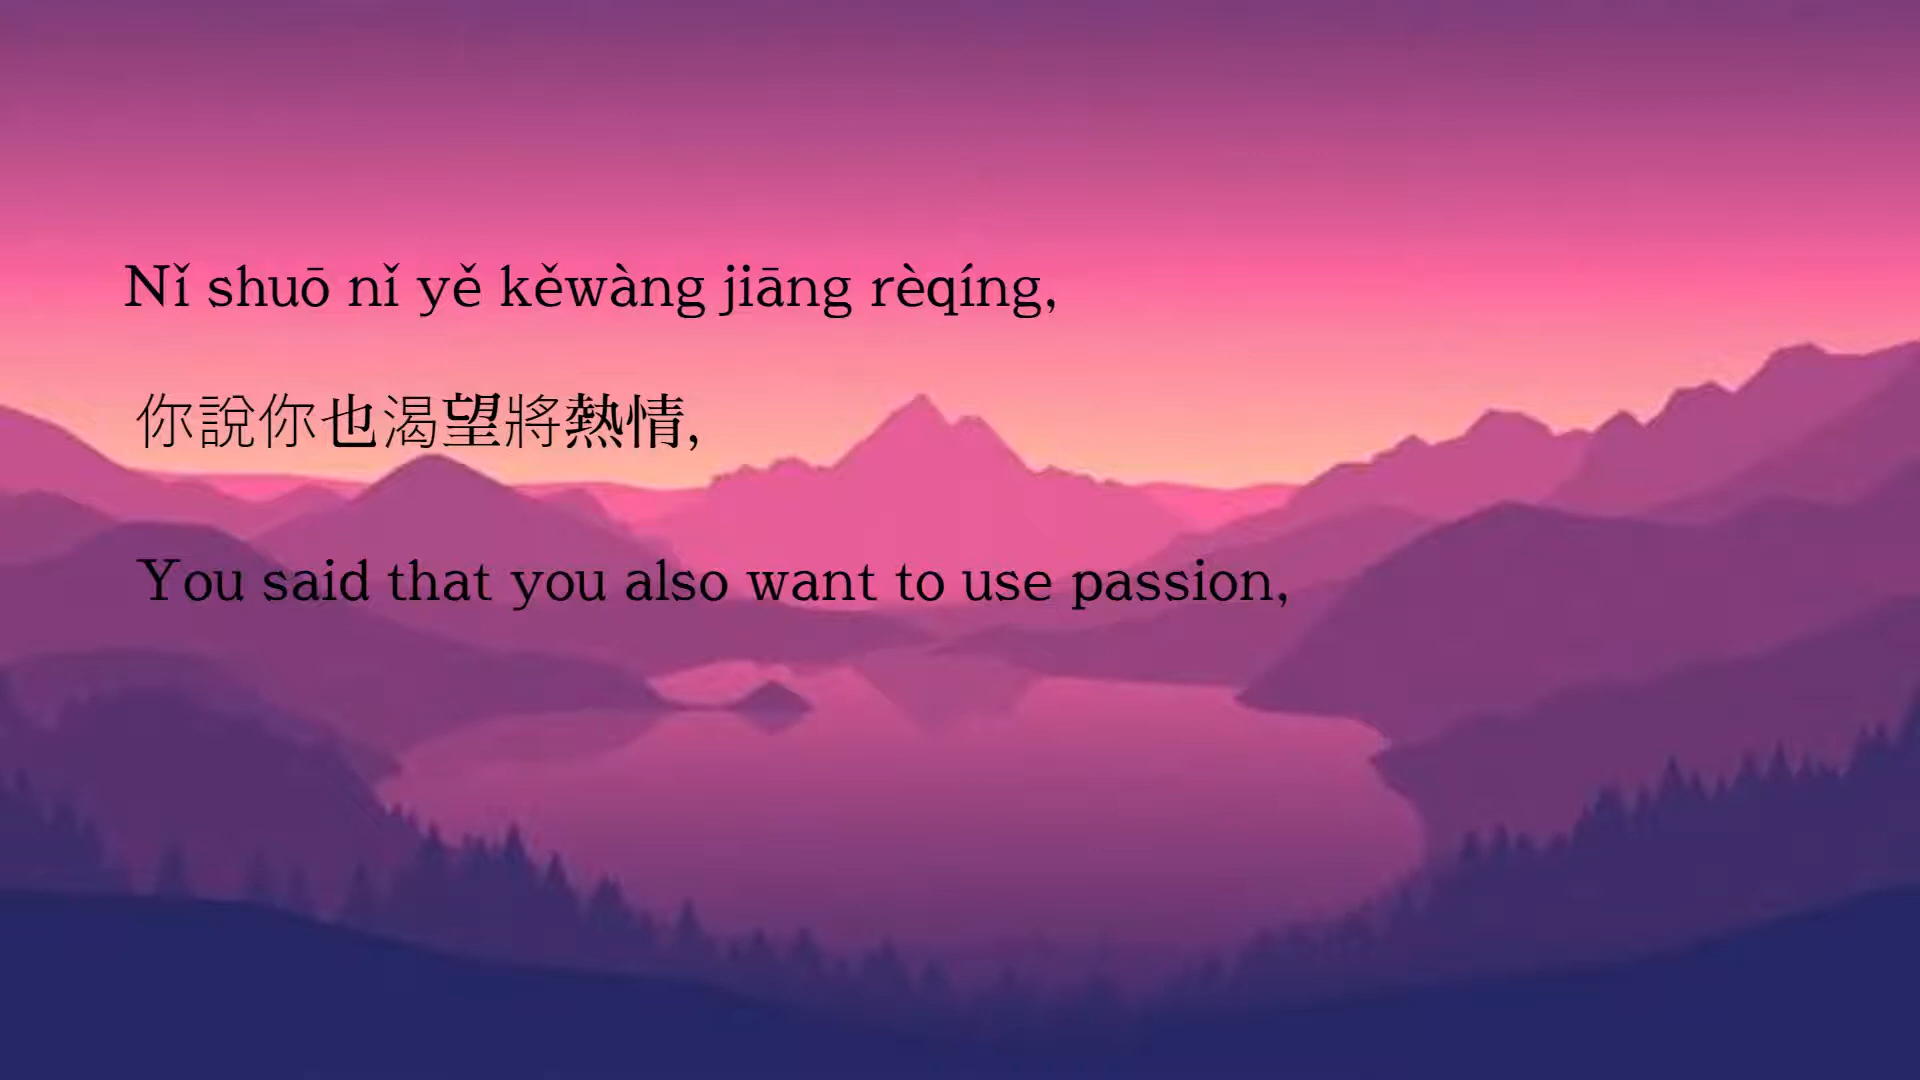 Nǐ shuō nǐ yě kěwàng jiāng rèqíng,
你說你也渴望將熱情,
You said that you also want to use passion,